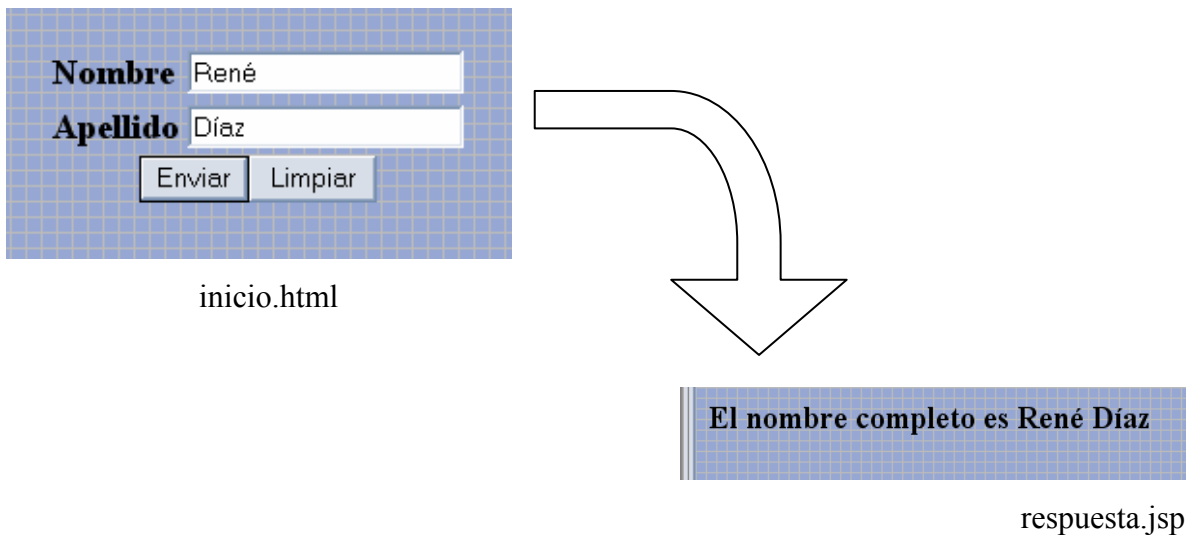 Nombre René
Apellido Díaz
Enviar Limpiar
inicio.html
El nombre completo es René Díaz
respuesta.jsp